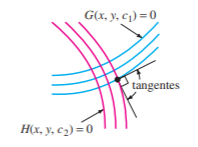 G(x, y, c₁) = 0
tangentes
H(x, y, c₂) = 0